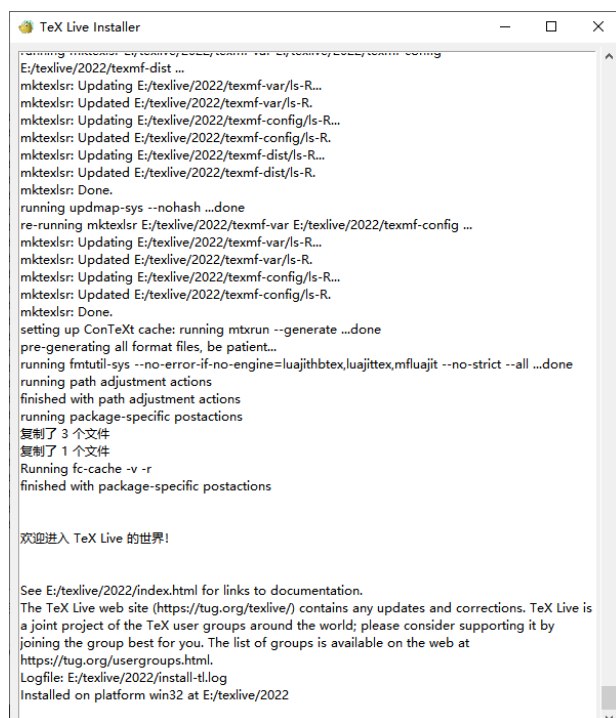 TeX Live Installer
running mktexlsr E:/texlive/2022/texmf-var E:/texlive/2022/texmf-config
E:/texlive/2022/texmf-dist ...
mktexlsr: Updating E:/texlive/2022/texmf-var/ls-R...
mktexlsr: Updated E:/texlive/2022/texmf-var/ls-R.
mktexlsr: Updating E:/texlive/2022/texmf-config/ls-R...
mktexlsr: Updated E:/texlive/2022/texmf-config/ls-R.
mktexlsr: Updating E:/texlive/2022/texmf-dist/ls-R...
mktexlsr: Updated E:/texlive/2022/texmf-dist/ls-R.
mktexlsr: Done.
running updmap-sys --nohash ...done
re-running mktexlsr E:/texlive/2022/texmf-var E:/texlive/2022/texmf-config ...
mktexlsr: Updating E:/texlive/2022/texmf-var/ls-R...
mktexlsr: Updated E:/texlive/2022/texmf-var/ls-R.
mktexlsr: Updating E:/texlive/2022/texmf-config/ls-R...
mktexlsr: Updated E:/texlive/2022/texmf-config/ls-R.
mktexlsr: Done.
setting up ConTeXt cache: running mtxrun --generate ...done
pre-generating all format files, be patient...
running fmtutil-sys --no-error-if-no-engine=luajithbtex,luajittex,mfluajit --no-strict --all ...done
running path adjustment actions
finished with path adjustment actions
running package-specific postactions
复制了 3 个文件
复制了 1 个文件
Running fc-cache -v -r
finished with package-specific postactions
欢迎进入 TeX Live 的世界!
See E:/texlive/2022/index.html for links to documentation.
The TeX Live web site (https://tug.org/texlive/) contains any updates and corrections. TeX Live is
a joint project of the TeX user groups around the world; please consider supporting it by
joining the group best for you. The list of groups is available on the web at
https://tug.org/usergroups.html.
Logfile: E:/texlive/2022/install-tl.log
Installed on platform win32 at E:/texlive/2022